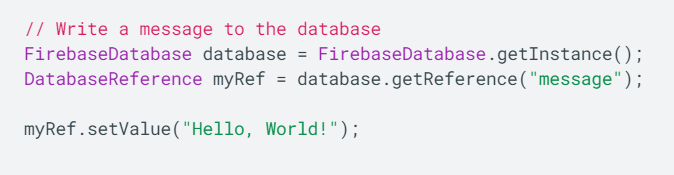 // Write a message to the database
FirebaseDatabase database = FirebaseDatabase.getInstance();
DatabaseReference myRef = database.getReference("message");
myRef.setValue("Hello, World!");